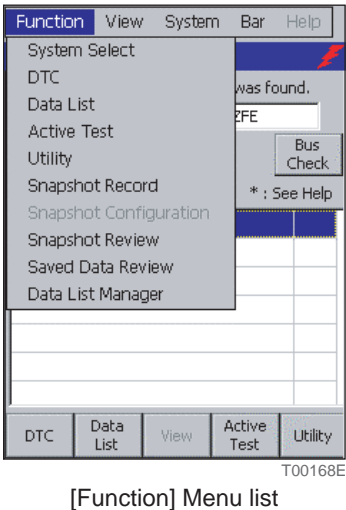 Function View System Bar Help
System Select
DTC
was found.
Data List
ZFE
Active Test
Bus
Check
Utility
Snapshot Record
* : See Help
Snapshot Configuration
Snapshot Review
Saved Data Review
Data List Manager
DTC
Data
List
View
Active
Test
Utility
T00168E
[Function] Menu list